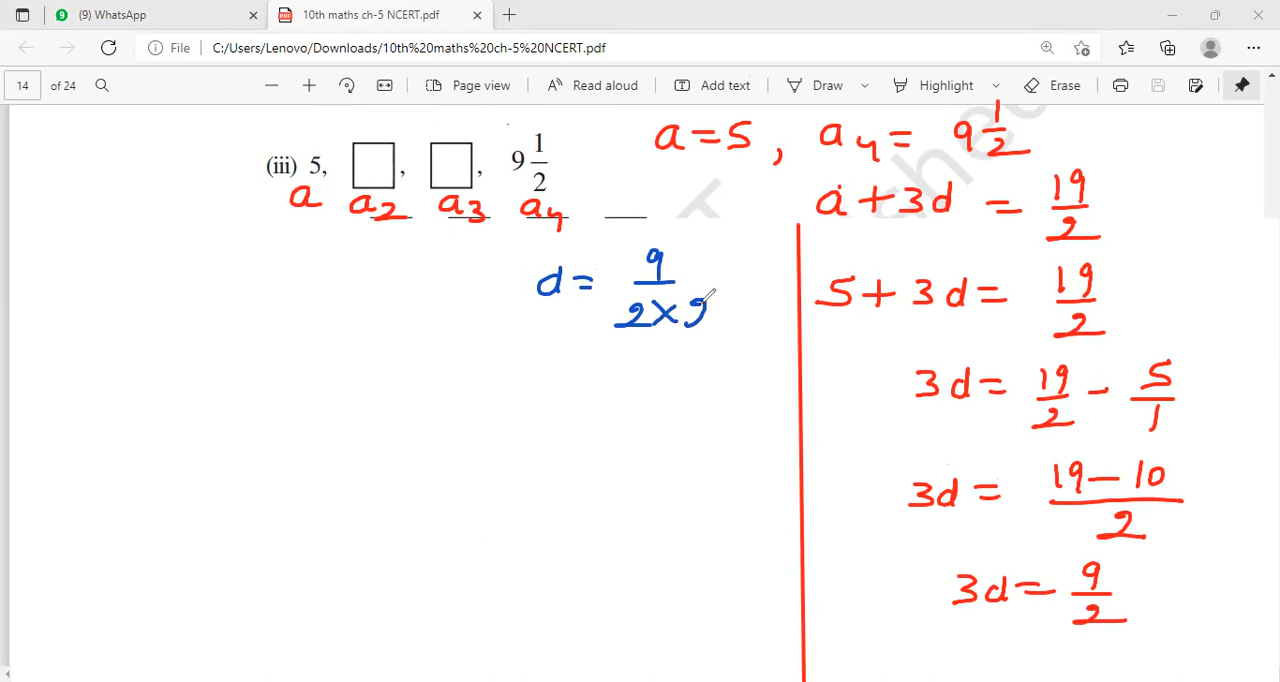 (9) WhatsApp
10th maths ch-5 NCERT.pdf
File C:/Users/Lenovo/Downloads/10th%20maths%20ch-5%20NCERT.pdf
14 of 24 Page view Read aloud Add text Draw Highlight Erase
(iii) 5, , , 9 1/2
a a2 a3 a4
a = 5 , a4 = 9 1/2
a + 3d = 19/2
5 + 3d = 19/2
3d = 19/2 - 5/1
3d = 19 - 10/2
3d = 9/2
d = 9/2 ×